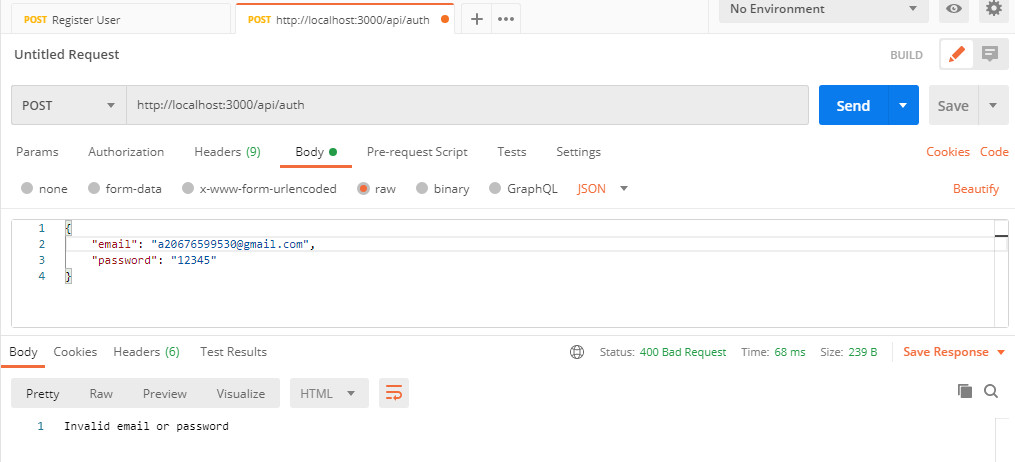 POST Register User POST http://localhost:3000/api/auth + ••• No Environment
Untitled Request BUILD
POST http://localhost:3000/api/auth Send Save
Params Authorization Headers (9) Body Pre-request Script Tests Settings Cookies Code
none form-data x-www-form-urlencoded raw binary GraphQL JSON Beautify
1 {
2 "email": "a20676599530@gmail.com",
3 "password": "12345"
4 }
Body Cookies Headers (6) Test Results Status: 400 Bad Request Time: 68 ms Size: 239 B Save Response
Pretty Raw Preview Visualize HTML
1 Invalid email or password